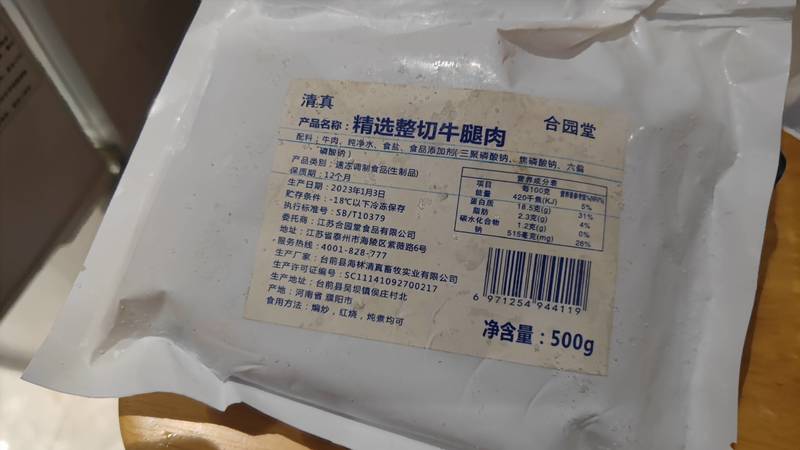 清真
合园堂
产品名称：精选整切牛腿肉
配料：牛肉、纯净水、食盐、食品添加剂(三聚磷酸钠、焦磷酸钠、六偏
磷酸钠）
产品类别：速冻调制食品(生制品)
保质期：12个月
生产日期：2023年1月3日
贮存条件：-18℃以下冷冻保存
执行标准号：SB/T10379
委托商：江苏合园堂食品有限公司
地址：江苏省泰州市海陵区紫薇路6号
服务热线：4001-828-777
生产厂家：台前县海林清真畜牧实业有限公司
生产许可证编号：SC11141092700217
生产地址：台前县吴坝镇侯庄村北
产地：河南省 濮阳市
食用方法：煸炒，红烧，炖煮均可
营养成分表
项目 每100克 营养素参考值%(NRV%)
能量 420千焦(KJ) 5%
蛋白质 18.5克(g) 31%
脂肪 2.3克(g) 4%
碳水化合物 1.2克(g) 0%
钠 515毫克(mg) 26%
6 971254 944119
净含量：500g